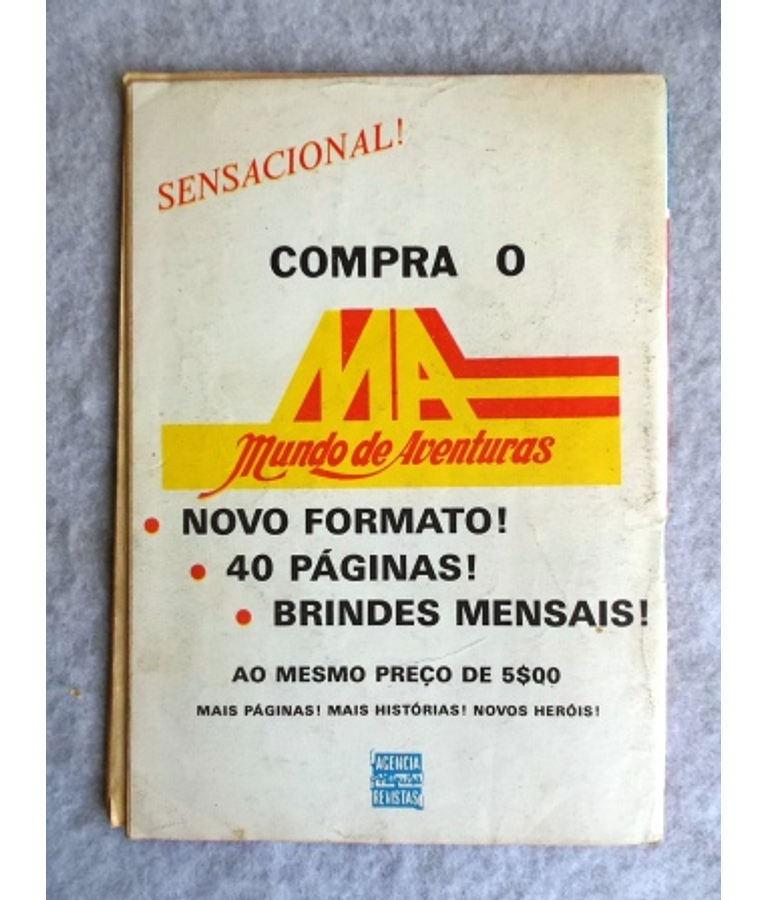 SENSACIONAL!
COMPRA O
MA
Mundo de Aventuras
• NOVO FORMATO!
• 40 PÁGINAS!
• BRINDES MENSAIS!
AO MESMO PREÇO DE 5$00
MAIS PÁGINAS! MAIS HISTÓRIAS! NOVOS HERÓIS!
AGENCIA
REVISTAS